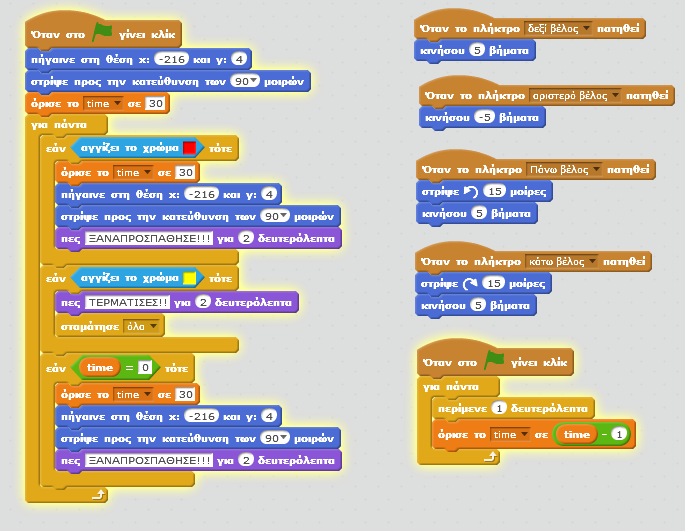 Όταν στο γίνει κλικ
πήγαινε στη θέση x: -216 και y: 4
στρίψε προς την κατεύθυνση των 90 μοιρών
όρισε το time σε 30
για πάντα
εάν αγγίζει το χρώμα τότε
όρισε το time σε 30
πήγαινε στη θέση x: -216 και y: 4
στρίψε προς την κατεύθυνση των 90 μοιρών
πες ΞΑΝΑΠΡΟΣΠΑΘΗΣΕ!!! για 2 δευτερόλεπτα
εάν αγγίζει το χρώμα τότε
πες ΤΕΡΜΑΤΙΣΕΣ!! για 2 δευτερόλεπτα
σταμάτησε όλα
εάν time = 0 τότε
όρισε το time σε 30
πήγαινε στη θέση x: -216 και y: 4
στρίψε προς την κατεύθυνση των 90 μοιρών
πες ΞΑΝΑΠΡΟΣΠΑΘΗΣΕ!!! για 2 δευτερόλεπτα
Όταν το πλήκτρο δεξί βέλος πατηθεί
κινήσου 5 βήματα
Όταν το πλήκτρο αριστερό βέλος πατηθεί
κινήσου -5 βήματα
Όταν το πλήκτρο Πάνω βέλος πατηθεί
στρίψε 15 μοίρες
κινήσου 5 βήματα
Όταν το πλήκτρο κάτω βέλος πατηθεί
στρίψε 15 μοίρες
κινήσου 5 βήματα
Όταν στο γίνει κλικ
για πάντα
περίμενε 1 δευτερόλεπτα
όρισε το time σε time - 1